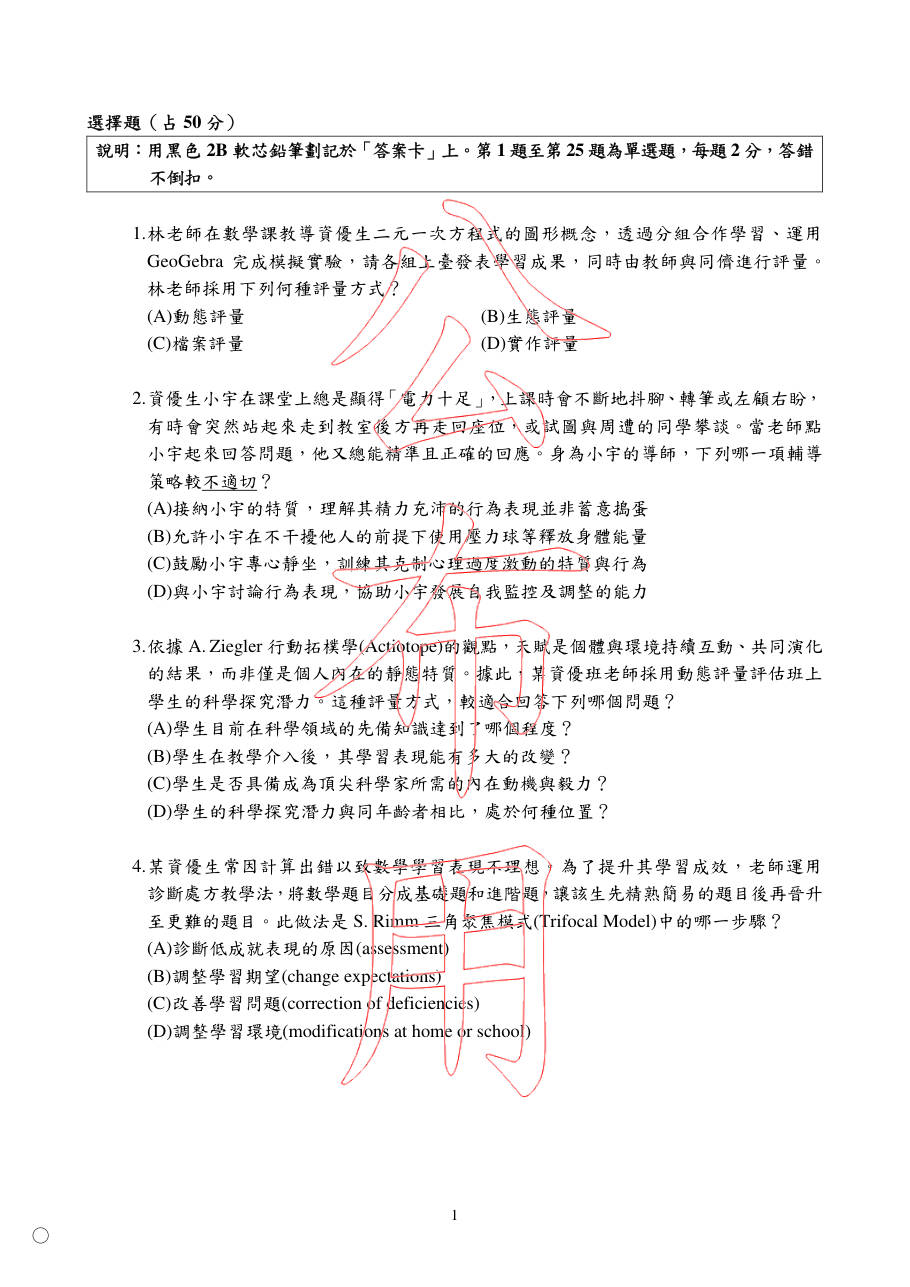 選擇題（占 50 分）
說明：用黑色 2B 軟芯鉛筆劃記於「答案卡」上。第 1 題至第 25 題為單選題，每題 2 分，答錯
不倒扣。
1.林老師在數學課教導資優生二元一次方程式的圖形概念，透過分組合作學習、運用
GeoGebra 完成模擬實驗，請各組上臺發表學習成果，同時由教師與同儕進行評量。
林老師採用下列何種評量方式？
(A)動態評量 (B)生態評量
(C)檔案評量 (D)實作評量
2.資優生小宇在課堂上總是顯得「電力十足」，上課時會不斷地抖腳、轉筆或左顧右盼，
有時會突然站起來走到教室後方再走回座位，或試圖與周遭的同學攀談。當老師點
小宇起來回答問題，他又總能精準且正確的回應。身為小宇的導師，下列哪一項輔導
策略較不適切？
(A)接納小宇的特質，理解其精力充沛的行為表現並非蓄意搗蛋
(B)允許小宇在不干擾他人的前提下使用壓力球等釋放身體能量
(C)鼓勵小宇專心靜坐，訓練其克制心理過度激動的特質與行為
(D)與小宇討論行為表現，協助小宇發展自我監控及調整的能力
3.依據 A. Ziegler 行動拓樸學(Actiotope)的觀點，天賦是個體與環境持續互動、共同演化
的結果，而非僅是個人內在的靜態特質。據此，某資優班老師採用動態評量評估班上
學生的科學探究潛力。這種評量方式，較適合回答下列哪個問題？
(A)學生目前在科學領域的先備知識達到了哪個程度？
(B)學生在教學介入後，其學習表現能有多大的改變？
(C)學生是否具備成為頂尖科學家所需的內在動機與毅力？
(D)學生的科學探究潛力與同年齡者相比，處於何種位置？
4.某資優生常因計算出錯以致數學學習表現不理想。為了提升其學習成效，老師運用
診斷處方教學法，將數學題目分成基礎題和進階題，讓該生先精熟簡易的題目後再晉升
至更難的題目。此做法是 S. Rimm 三角聚焦模式(Trifocal Model)中的哪一步驟？
(A)診斷低成就表現的原因(assessment)
(B)調整學習期望(change expectations)
(C)改善學習問題(correction of deficiencies)
(D)調整學習環境(modifications at home or school)
公布用
1